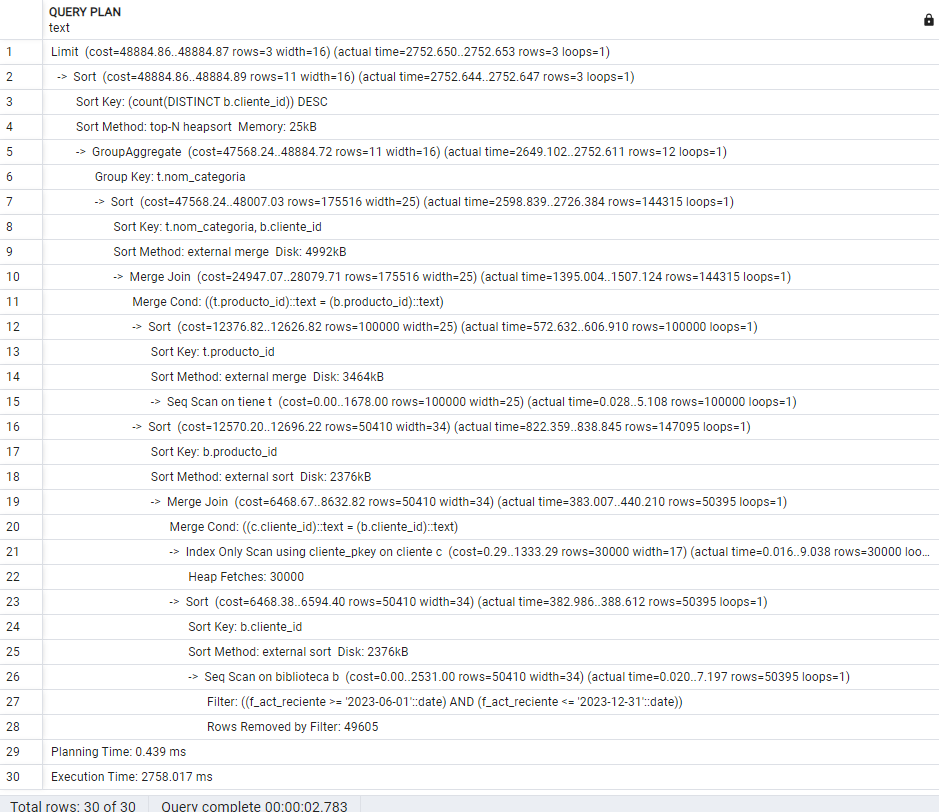 QUERY PLAN
text
1 Limit (cost=48884.86..48884.87 rows=3 width=16) (actual time=2752.650..2752.653 rows=3 loops=1)
2 -> Sort (cost=48884.86..48884.89 rows=11 width=16) (actual time=2752.644..2752.647 rows=3 loops=1)
3 Sort Key: (count(DISTINCT b.cliente_id)) DESC
4 Sort Method: top-N heapsort Memory: 25kB
5 -> GroupAggregate (cost=47568.24..48884.72 rows=11 width=16) (actual time=2649.102..2752.611 rows=12 loops=1)
6 Group Key: t.nom_categoria
7 -> Sort (cost=47568.24..48007.03 rows=175516 width=25) (actual time=2598.839..2726.384 rows=144315 loops=1)
8 Sort Key: t.nom_categoria, b.cliente_id
9 Sort Method: external merge Disk: 4992kB
10 -> Merge Join (cost=24947.07..28079.71 rows=175516 width=25) (actual time=1395.004..1507.124 rows=144315 loops=1)
11 Merge Cond: ((t.producto_id)::text = (b.producto_id)::text)
12 -> Sort (cost=12376.82..12626.82 rows=100000 width=25) (actual time=572.632..606.910 rows=100000 loops=1)
13 Sort Key: t.producto_id
14 Sort Method: external merge Disk: 3464kB
15 -> Seq Scan on tiene t (cost=0.00..1678.00 rows=100000 width=25) (actual time=0.028..5.108 rows=100000 loops=1)
16 -> Sort (cost=12570.20..12696.22 rows=50410 width=34) (actual time=822.359..838.845 rows=147095 loops=1)
17 Sort Key: b.producto_id
18 Sort Method: external sort Disk: 2376kB
19 -> Merge Join (cost=6468.67..8632.82 rows=50410 width=34) (actual time=383.007..440.210 rows=50395 loops=1)
20 Merge Cond: ((c.cliente_id)::text = (b.cliente_id)::text)
21 -> Index Only Scan using cliente_pkey on cliente c (cost=0.29..1333.29 rows=30000 width=17) (actual time=0.016..9.038 rows=30000 loo...
22 Heap Fetches: 30000
23 -> Sort (cost=6468.38..6594.40 rows=50410 width=34) (actual time=382.986..388.612 rows=50395 loops=1)
24 Sort Key: b.cliente_id
25 Sort Method: external sort Disk: 2376kB
26 -> Seq Scan on biblioteca b (cost=0.00..2531.00 rows=50410 width=34) (actual time=0.020..7.197 rows=50395 loops=1)
27 Filter: ((f_act_reciente >= '2023-06-01'::date) AND (f_act_reciente <= '2023-12-31'::date))
28 Rows Removed by Filter: 49605
29 Planning Time: 0.439 ms
30 Execution Time: 2758.017 ms
Total rows: 30 of 30 Query complete 00:00:02.783